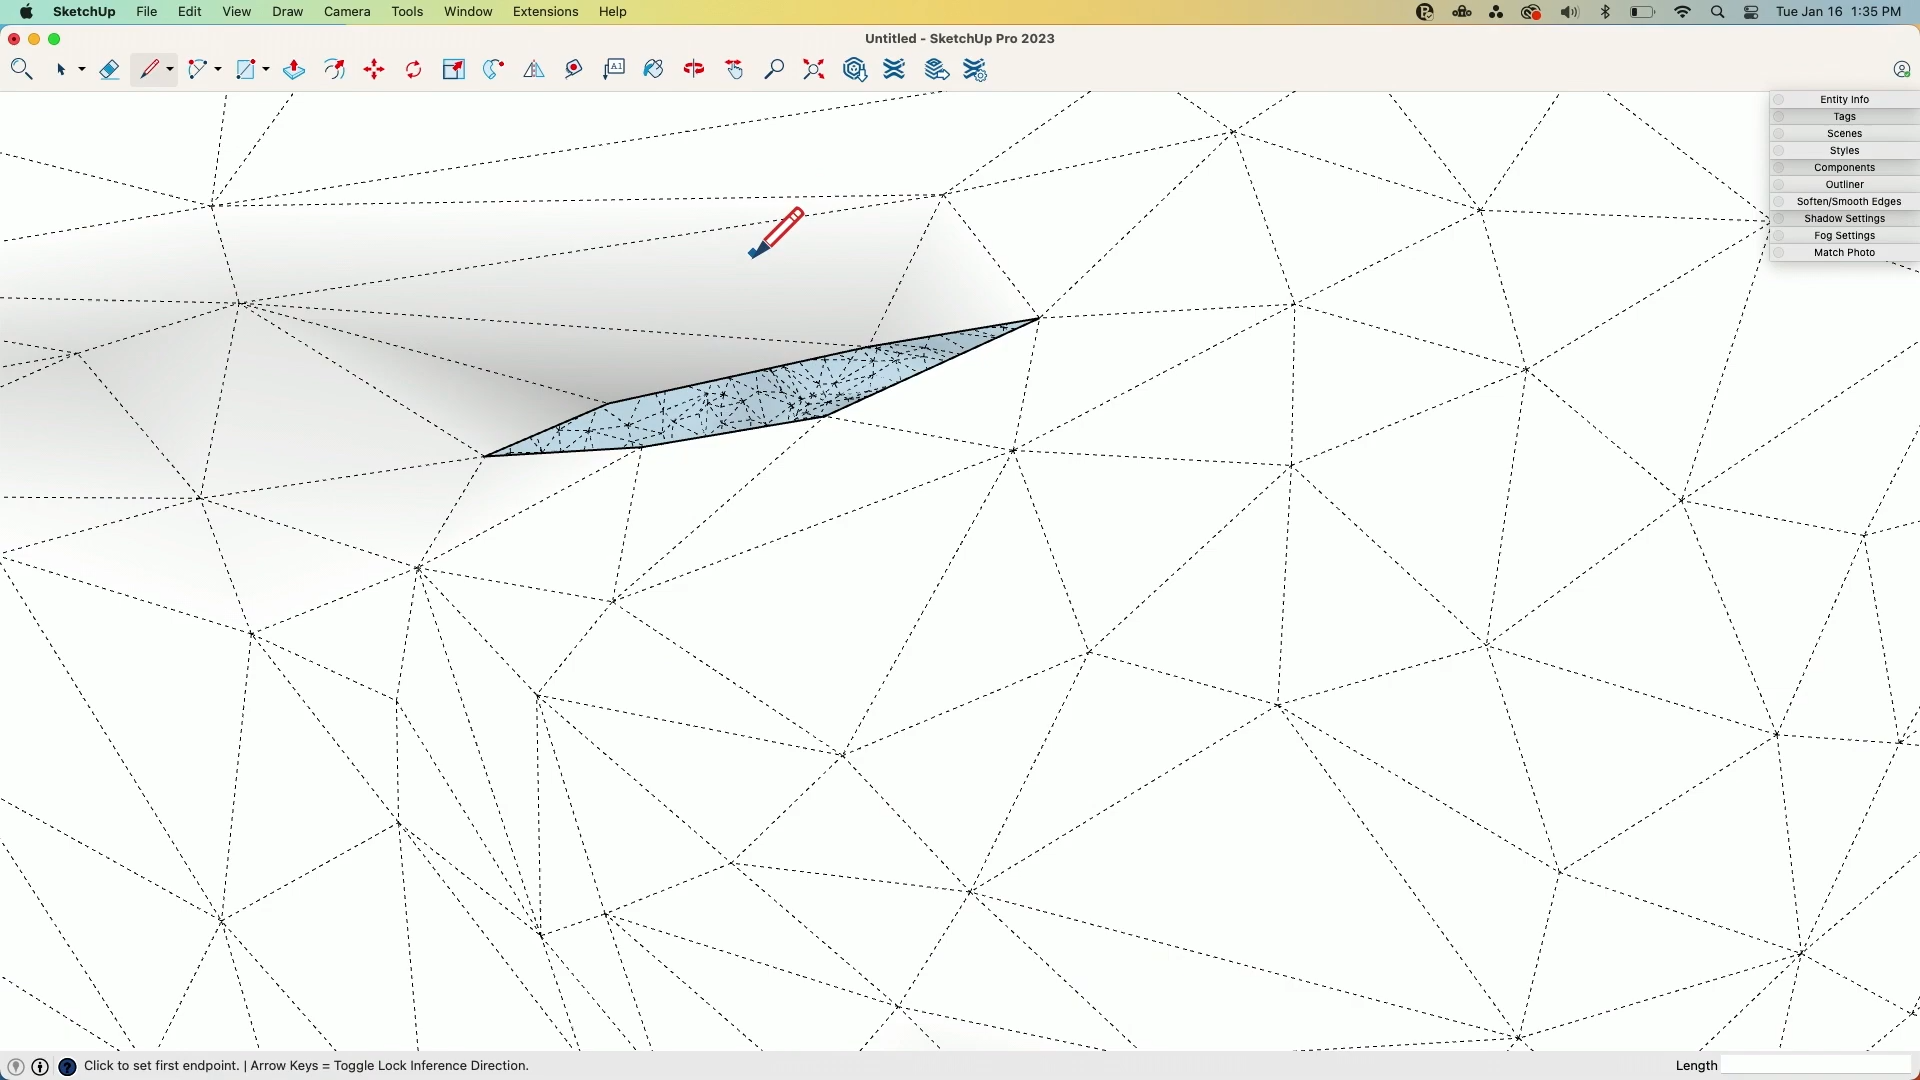 SketchUp File Edit View Draw Camera Tools Window Extensions Help Tue Jan 16 1:35 PM
Untitled - SketchUp Pro 2023
A1
Entity Info
Tags
Scenes
Styles
Components
Outliner
Soften/Smooth Edges
Shadow Settings
Fog Settings
Match Photo
Click to set first endpoint. | Arrow Keys = Toggle Lock Inference Direction. Length